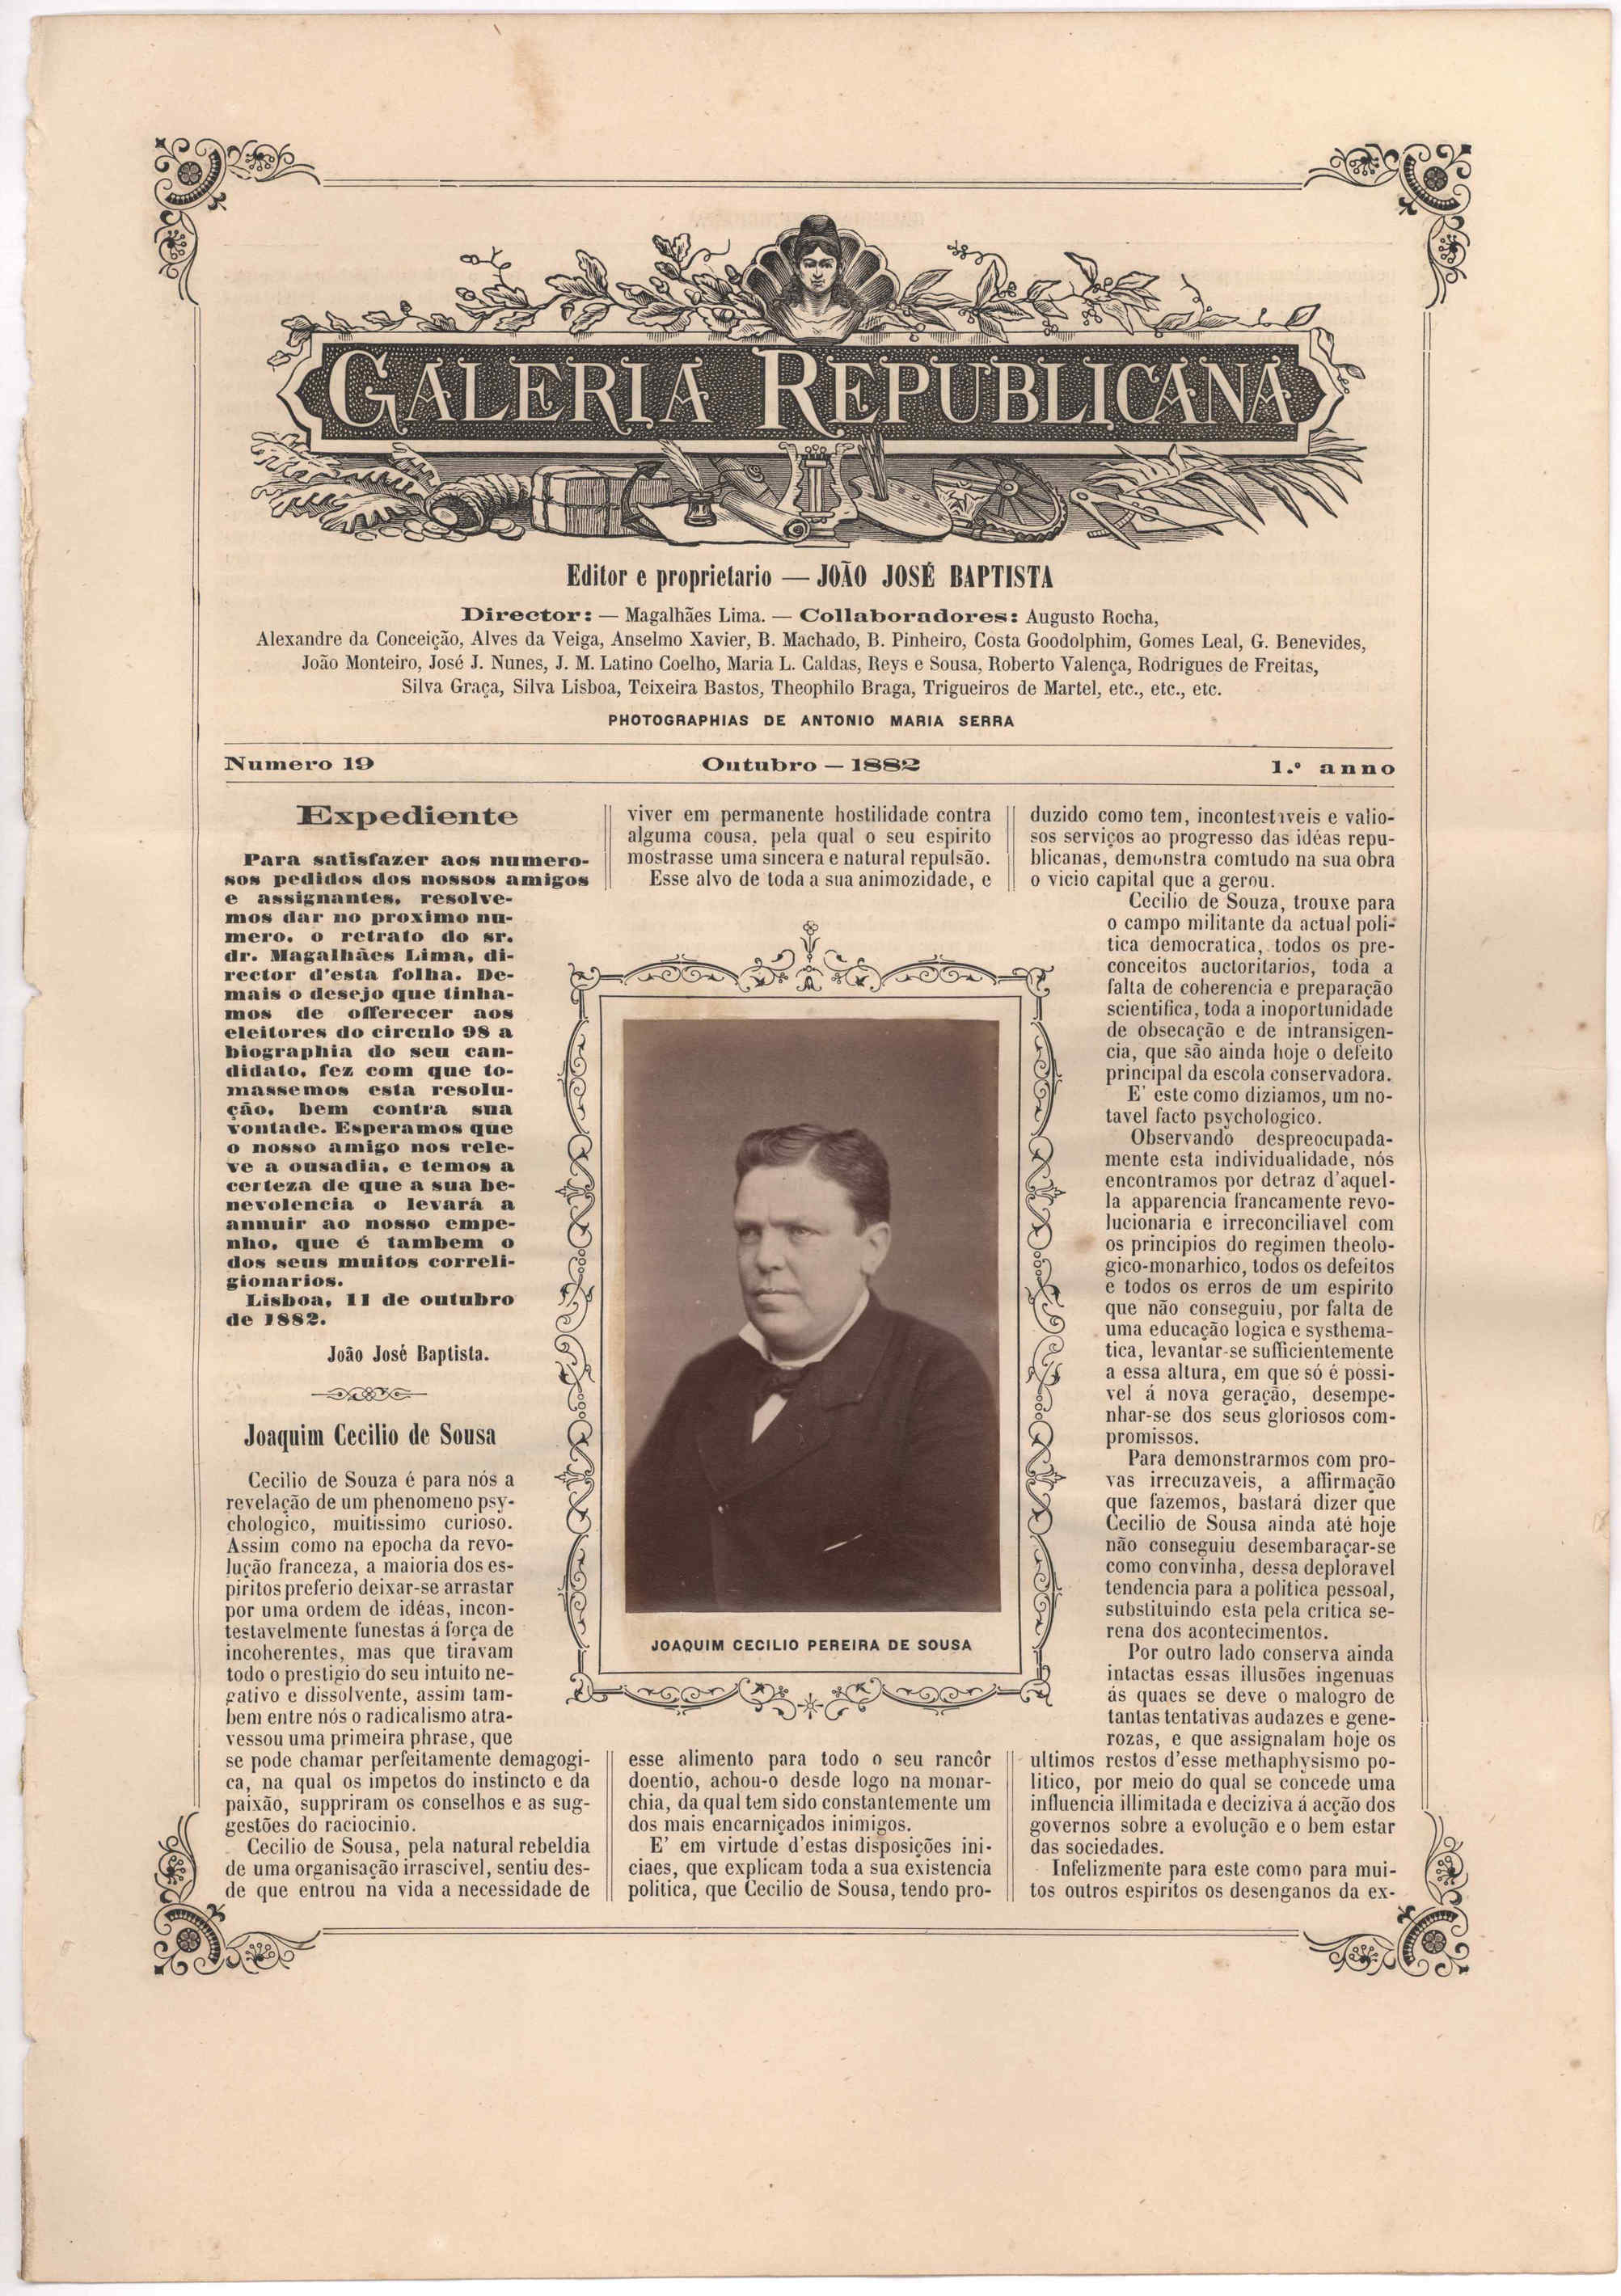 GALERIA REPUBLICANA
Editor e proprietario — JOÃO JOSÉ BAPTISTA
Director: — Magalhães Lima. — Collaboradores: Augusto Rocha,
Alexandre da Conceição, Alves da Veiga, Anselmo Xavier, B. Machado, B. Pinheiro, Costa Goodolphim, Gomes Leal, G. Benevides,
João Monteiro, José J. Nunes, J. M. Latino Coelho, Maria L. Caldas, Reys e Sousa, Roberto Valença, Rodrigues de Freitas,
Silva Graça, Silva Lisboa, Teixeira Bastos, Theophilo Braga, Trigueiros de Martel, etc., etc., etc.
PHOTOGRAPHIAS DE ANTONIO MARIA SERRA
Numero 19 Outubro — 1882 1.º anno
Expediente
Para satisfazer aos numero-
sos pedidos dos nossos amigos
e assignantes, resolve-
mos dar no proximo nu-
mero, o retrato do sr.
dr. Magalhães Lima, di-
rector d'esta folha. De-
mais o desejo que tinha-
mos de offerecer aos
eleitores do circulo 98 a
biographia do seu can-
didato, fez com que to-
massemos esta resolu-
ção, bem contra sua
vontade. Esperamos que
o nosso amigo nos rele-
ve a ousadia, e temos a
certeza de que a sua be-
nevolencia o levará a
annuir ao nosso empe-
nho, que é tambem o
dos seus muitos correli-
gionarios.
Lisboa, 11 de outubro
de 1882.
João José Baptista.
Joaquim Cecilio de Sousa
Cecilio de Souza é para nós a
revelação de um phenomeno psy-
chologico, muitissimo curioso.
Assim como na epocha da revo-
lução franceza, a maioria dos es-
piritos preferio deixar-se arrastar
por uma ordem de idéas, incon-
testavelmente funestas á força de
incoherentes, mas que tiravam
todo o prestigio do seu intuito ne-
gativo e dissolvente, assim tam-
bem entre nós o radicalismo atra-
vessou uma primeira phrase, que
se pode chamar perfeitamente demagogi-
ca, na qual os impetos do instincto e da
paixão, suppriram os conselhos e as sug-
gestões do raciocinio.
Cecilio de Sousa, pela natural rebeldia
de uma organisação irrascivel, sentiu des-
de que entrou na vida a necessidade de
viver em permanente hostilidade contra
alguma cousa, pela qual o seu espirito
mostrasse uma sincera e natural repulsão.
Esse alvo de toda a sua animozidade, e
JOAQUIM CECILIO PEREIRA DE SOUSA
esse alimento para todo o seu rancôr
doentio, achou-o desde logo na monar-
chia, da qual tem sido constantemente um
dos mais encarniçados inimigos.
E' em virtude d'estas disposições ini-
ciaes, que explicam toda a sua existencia
politica, que Cecilio de Sousa, tendo pro-
duzido como tem, incontestaveis e valio-
sos serviços ao progresso das idéas repu-
blicanas, demonstra comtudo na sua obra
o vicio capital que a gerou.
Cecilio de Souza, trouxe para
o campo militante da actual poli-
tica democratica, todos os pre-
conceitos auctoritarios, toda a
falta de coherencia e preparação
scientifica, toda a inoportunidade
de obsecação e de intransigen-
cia, que são ainda hoje o defeito
principal da escola conservadora.
E' este como diziamos, um no-
tavel facto psychologico.
Observando despreocupada-
mente esta individualidade, nós
encontramos por detraz d'aquel-
la apparencia francamente revo-
lucionaria e irreconciliavel com
os principios do regimen theolo-
gico-monarhico, todos os defeitos
e todos os erros de um espirito
que não conseguiu, por falta de
uma educação logica e systhema-
tica, levantar-se sufficientemente
a essa altura, em que só é possi-
vel á nova geração, desempe-
nhar-se dos seus gloriosos com-
promissos.
Para demonstrarmos com pro-
vas irrecuzaveis, a affirmação
que fazemos, bastará dizer que
Cecilio de Sousa ainda até hoje
não conseguiu desembaraçar-se
como convinha, dessa deploravel
tendencia para a politica pessoal,
substituindo esta pela critica se-
rena dos acontecimentos.
Por outro lado conserva ainda
intactas essas illusões ingenuas
ás quaes se deve o malogro de
tantas tentativas audazes e gene-
rozas, e que assignalam hoje os
ultimos restos d'esse methaphysismo po-
litico, por meio do qual se concede uma
influencia illimitada e deciziva á acção dos
governos sobre a evolução e o bem estar
das sociedades.
Infelizmente para este como para mui-
tos outros espiritos os desenganos da ex-